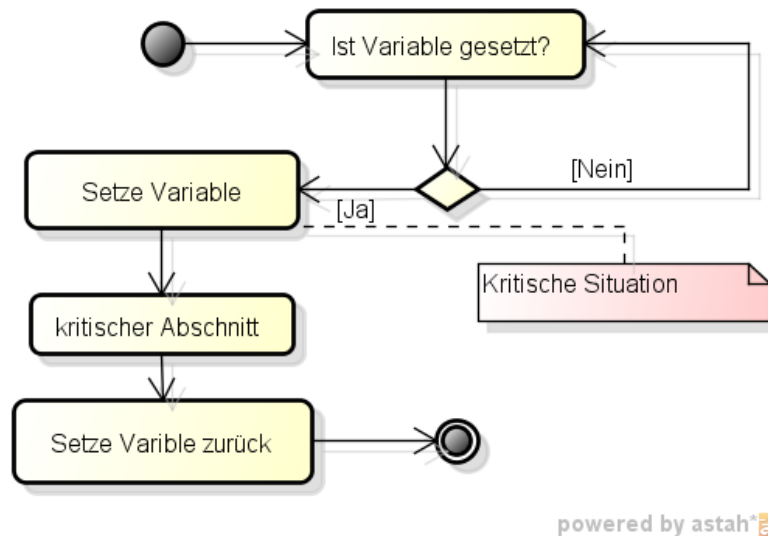 Ist Variable gesetzt?
[Nein]
Setze Variable
[Ja]
Kritische Situation
kritischer Abschnitt
Setze Varible zurück
powered by astah*